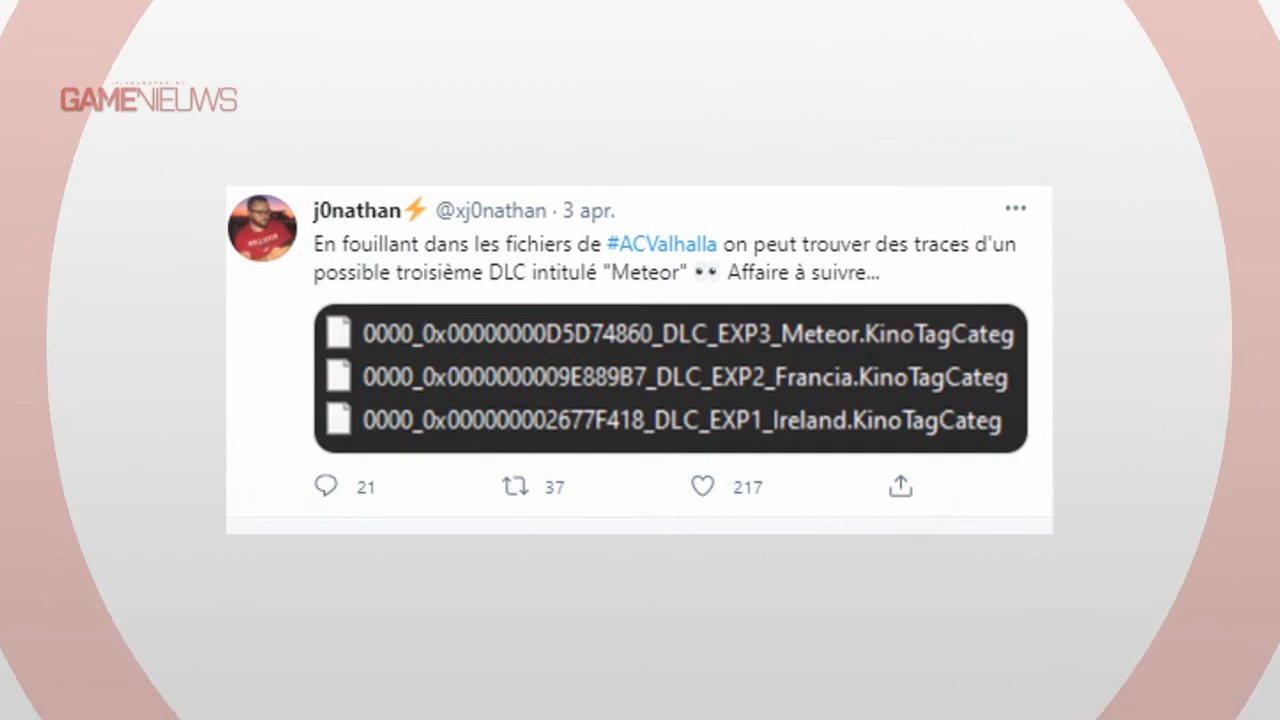 GAMENIEUWS
j0nathan⚡ @xj0nathan · 3 apr.
En fouillant dans les fichiers de #ACValhalla on peut trouver des traces d'un
possible troisième DLC intitulé "Meteor" 👀 Affaire à suivre...
0000_0x00000000D5D74860_DLC_EXP3_Meteor.KinoTagCateg
0000_0x0000000009E889B7_DLC_EXP2_Francia.KinoTagCateg
0000_0x000000002677F418_DLC_EXP1_Ireland.KinoTagCateg
21 37 217